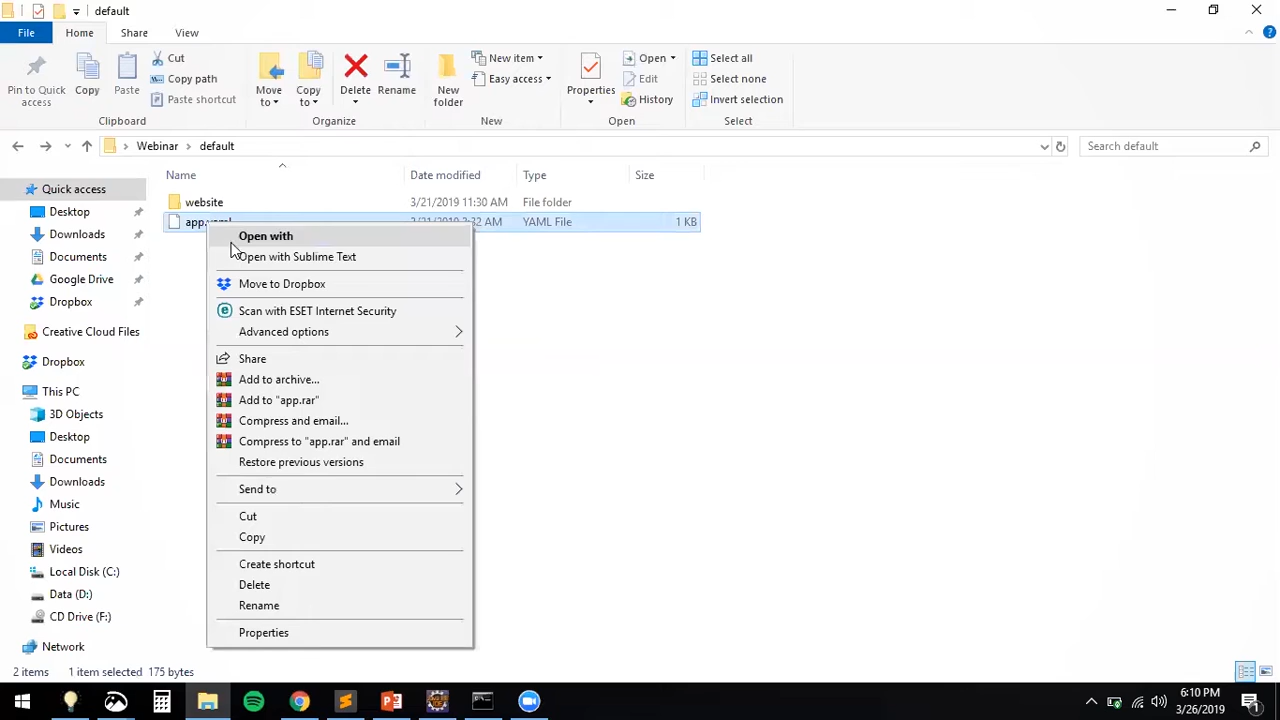 default
File
Home
Share
View
Pin to Quick access
Copy
Paste
Cut
Copy path
Paste shortcut
Clipboard
Move to
Copy to
Delete
Rename
Organize
New folder
New item
Easy access
New
Properties
Open
Edit
History
Open
Select all
Select none
Invert selection
Select
Webinar
default
Search default
Name
Date modified
Type
Size
website
3/21/2019 11:30 AM
File folder
YAML File
1 KB
Quick access
Desktop
Downloads
Documents
Google Drive
Dropbox
Creative Cloud Files
Dropbox
This PC
3D Objects
Desktop
Documents
Downloads
Music
Pictures
Videos
Local Disk (C:)
Data (D:)
CD Drive (F:)
Network
Open with
Open with Sublime Text
Move to Dropbox
Scan with ESET Internet Security
Advanced options
Share
Add to archive...
Add to "app.rar"
Compress and email...
Compress to "app.rar" and email
Restore previous versions
Send to
Cut
Copy
Create shortcut
Delete
Rename
Properties
2 items
1 item selected 175 bytes
6:10 PM
3/26/2019